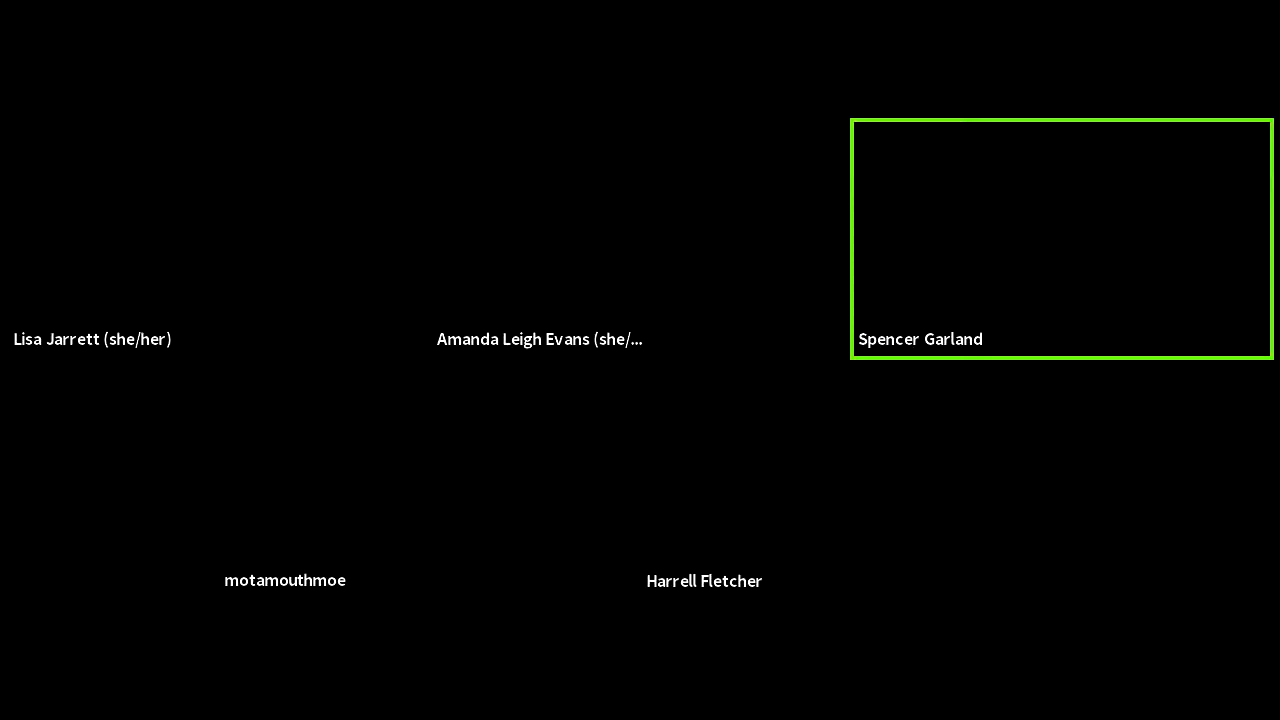 Lisa Jarrett (she/her)
Amanda Leigh Evans (she/...
Spencer Garland
motamouthmoe
Harrell Fletcher